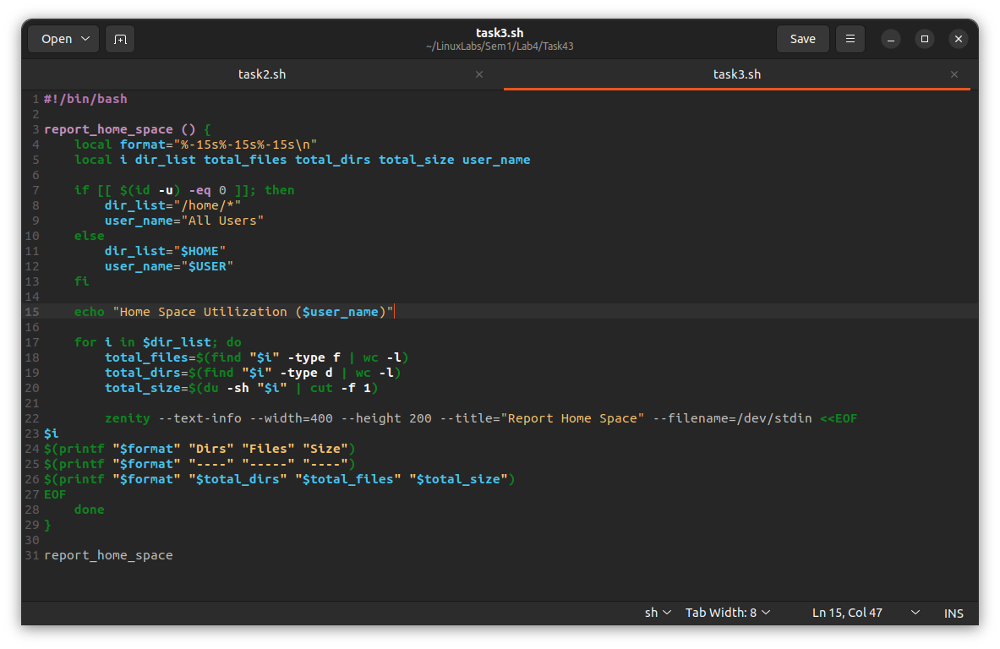 Open
task3.sh
~/LinuxLabs/Sem1/Lab4/Task43
Save
task2.sh
task3.sh
1 #!/bin/bash
2
3 report_home_space () {
4     local format="%-15s%-15s%-15s\n"
5     local i dir_list total_files total_dirs total_size user_name
6
7     if [[ $(id -u) -eq 0 ]]; then
8         dir_list="/home/*"
9         user_name="All Users"
10     else
11         dir_list="$HOME"
12         user_name="$USER"
13     fi
14
15     echo "Home Space Utilization ($user_name)"
16
17     for i in $dir_list; do
18         total_files=$(find "$i" -type f | wc -l)
19         total_dirs=$(find "$i" -type d | wc -l)
20         total_size=$(du -sh "$i" | cut -f 1)
21
22         zenity --text-info --width=400 --height 200 --title="Report Home Space" --filename=/dev/stdin <<EOF
23 $i
24 $(printf "$format" "Dirs" "Files" "Size")
25 $(printf "$format" "----" "-----" "----")
26 $(printf "$format" "$total_dirs" "$total_files" "$total_size")
27 EOF
28     done
29 }
30
31 report_home_space
sh Tab Width: 8 Ln 15, Col 47 INS